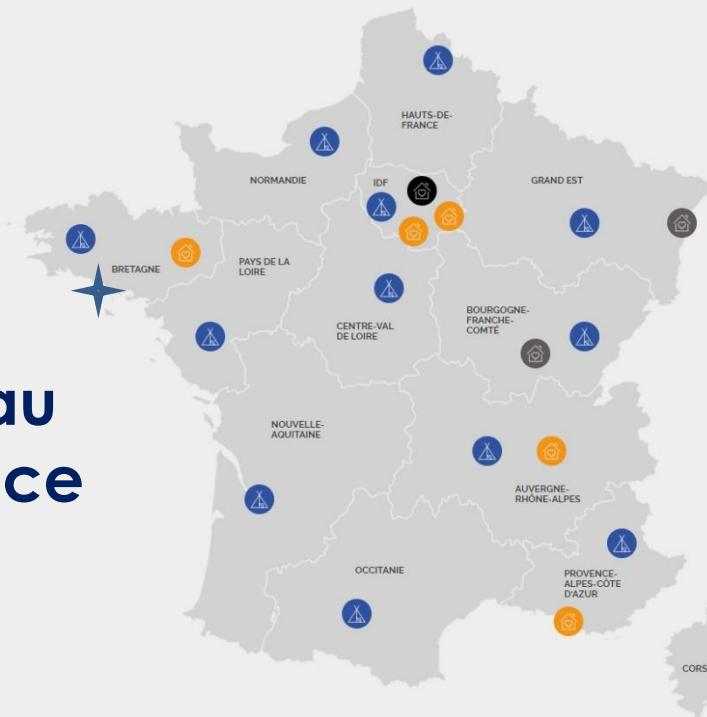 HAUTS-DE-
FRANCE
NORMANDIE
IDF
GRAND EST
BRETAGNE
PAYS DE LA
LOIRE
CENTRE-VAL
DE LOIRE
BOURGOGNE-
FRANCHE-
COMTÉ
au
ce
NOUVELLE-
AQUITAINE
AUVERGNE-
RHÔNE-ALPES
OCCITANIE
PROVENCE-
ALPES-CÔTE
D'AZUR
CORS